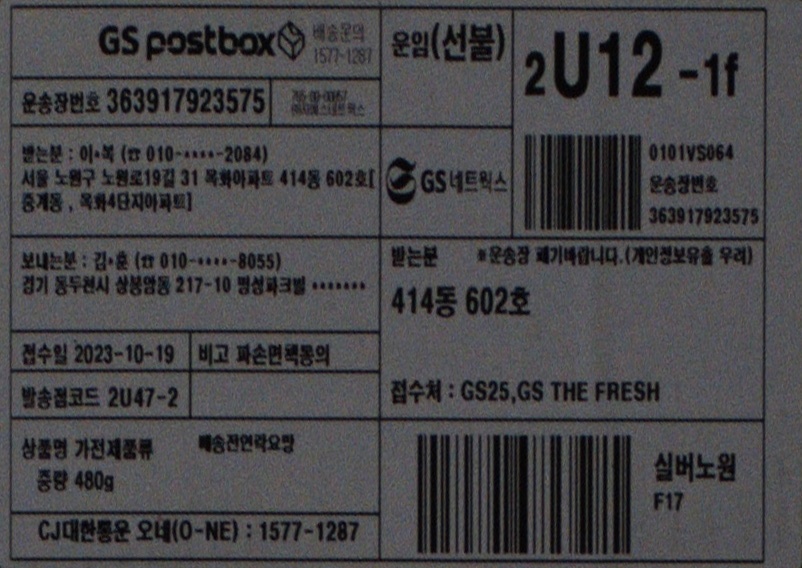 GS postbox
배송문의
1577-1287
운임(선불)
2U12-1f
운송장번호 363917923575
0101VS064
운송장번호
363917923575
받는분 : 이*복 (☎ 010-****-2084)
서울 노원구 노원로19길 31 목화아파트 414동 602호[
중계동 , 목화4단지아파트]
GS네트웍스
보내는분 : 김*훈 (☎ 010-****-8055)
경기 동두천시 상봉암동 217-10 명성파크빌 *******
받는분 ※운송장 폐기바랍니다.(개인정보유출 우려)
414동 602호
접수일 2023-10-19
비고 파손면책동의
발송점코드 2U47-2
접수처 : GS25,GS THE FRESH
상품명 가전제품류
배송전연락요망
중량 480g
실버노원
F17
CJ대한통운 오네(O-NE) : 1577-1287